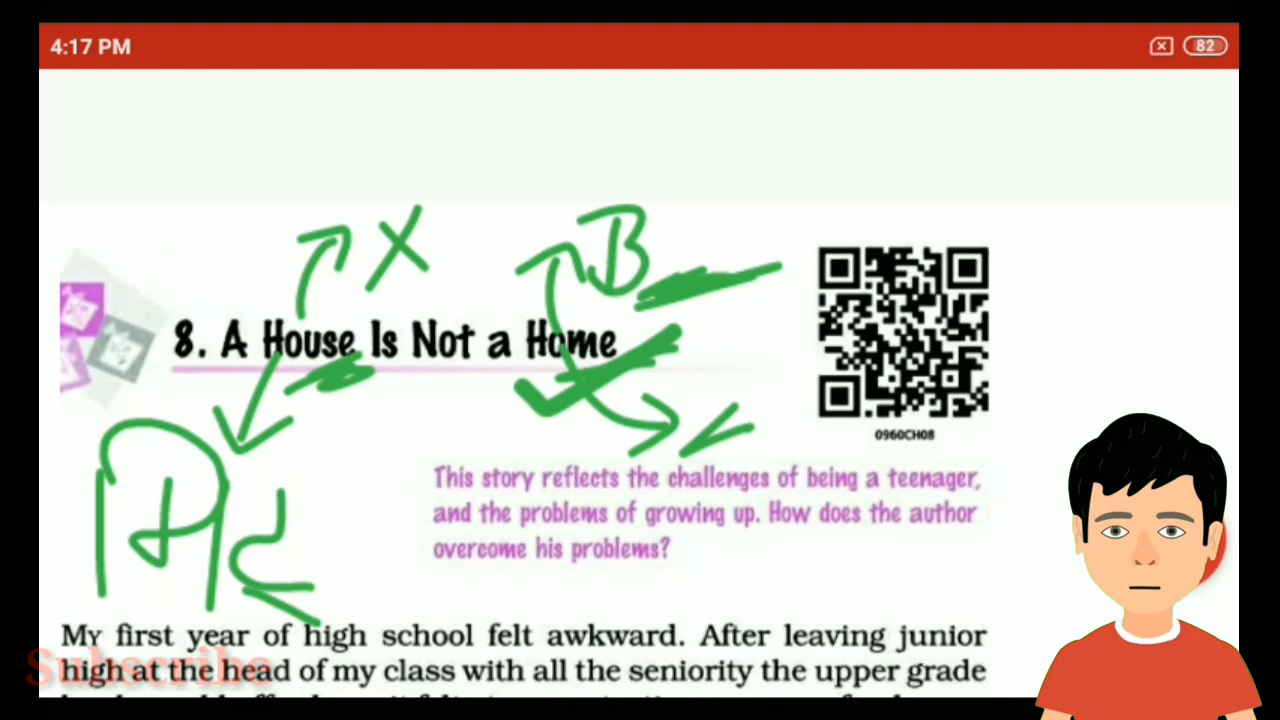 4:17 PM
82
X
B
8. A House Is Not a Home
0960CH08
This story reflects the challenges of being a teenager,
and the problems of growing up. How does the author
overcome his problems?
My first year of high school felt awkward. After leaving junior
high at the head of my class with all the seniority the upper grade
Subscribe